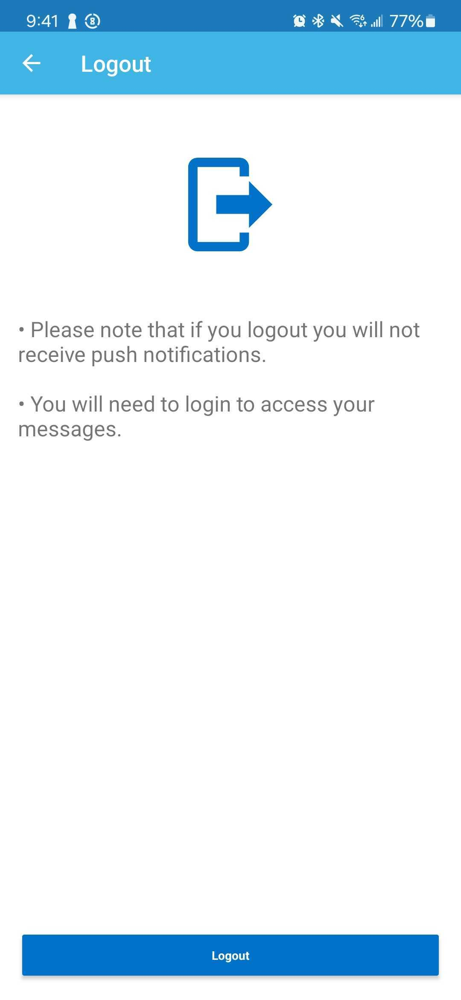 9:41 77%
Logout
• Please note that if you logout you will not
receive push notifications.
• You will need to login to access your
messages.
Logout